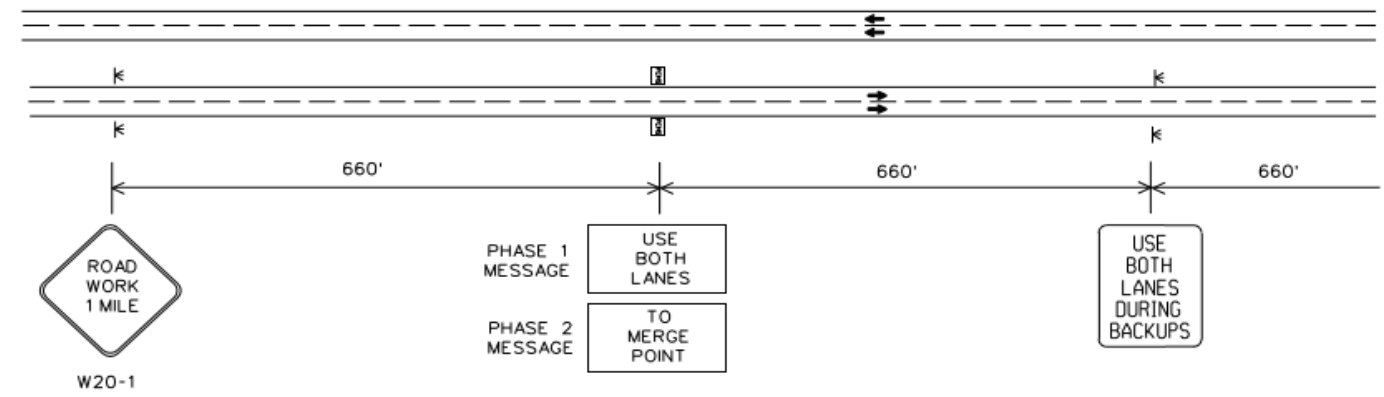 660'
660'
660'
ROAD
WORK
1 MILE
W20-1
PHASE 1
MESSAGE
USE
BOTH
LANES
PHASE 2
MESSAGE
TO
MERGE
POINT
USE
BOTH
LANES
DURING
BACKUPS